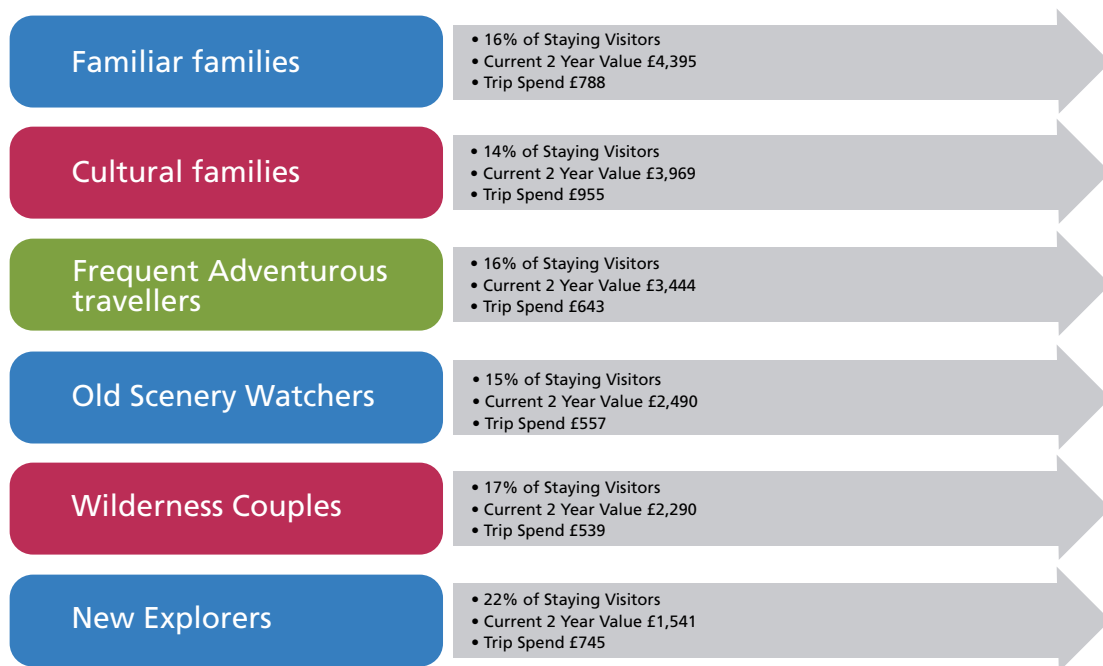 Familiar families
• 16% of Staying Visitors
• Current 2 Year Value £4,395
• Trip Spend £788
Cultural families
• 14% of Staying Visitors
• Current 2 Year Value £3,969
• Trip Spend £955
Frequent Adventurous
travellers
• 16% of Staying Visitors
• Current 2 Year Value £3,444
• Trip Spend £643
Old Scenery Watchers
• 15% of Staying Visitors
• Current 2 Year Value £2,490
• Trip Spend £557
Wilderness Couples
• 17% of Staying Visitors
• Current 2 Year Value £2,290
• Trip Spend £539
New Explorers
• 22% of Staying Visitors
• Current 2 Year Value £1,541
• Trip Spend £745